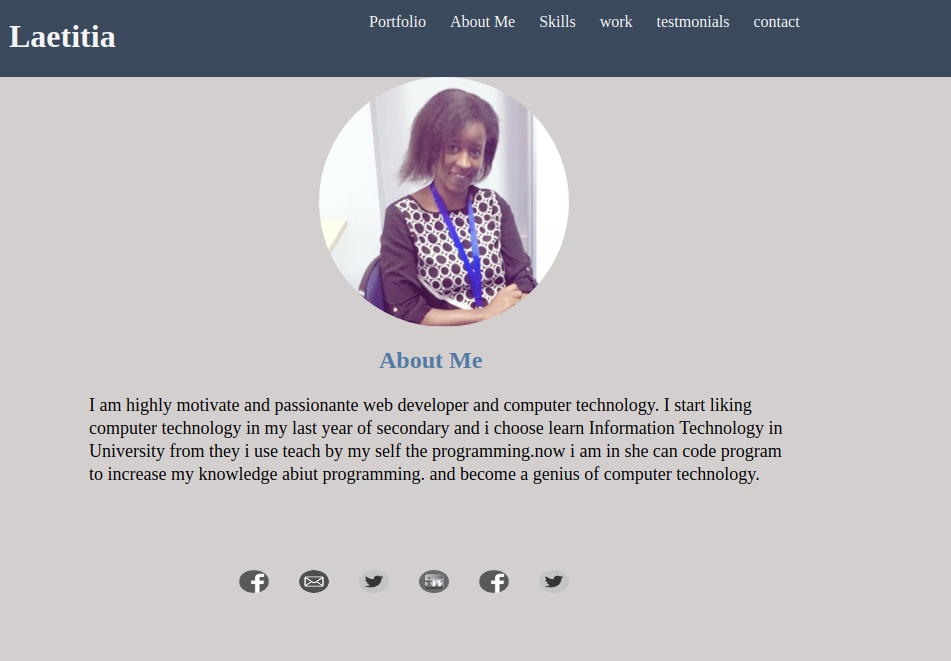 Laetitia
Portfolio About Me Skills work testmonials contact
About Me
I am highly motivate and passionante web developer and computer technology. I start liking
computer technology in my last year of secondary and i choose learn Information Technology in
University from they i use teach by my self the programming.now i am in she can code program
to increase my knowledge abiut programming. and become a genius of computer technology.